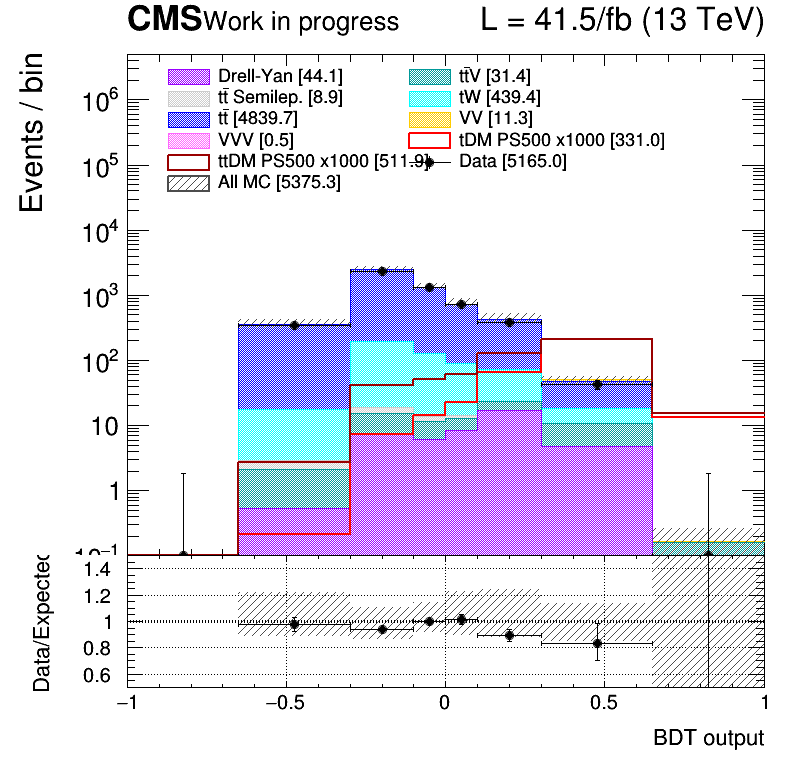 CMS Work in progress L = 41.5/fb (13 TeV)
Events / bin
Drell-Yan [44.1] tt̄V [31.4]
tt̄ Semilep. [8.9] tW [439.4]
tt̄ [4839.7] VV [11.3]
VVV [0.5] tDM PS500 x1000 [331.0]
ttDM PS500 x1000 [511.9] Data [5165.0]
All MC [5375.3]
10⁶
10⁵
10⁴
10³
10²
10
1
10⁻¹
Data/Expected
1.4
1.2
1
0.8
0.6
−1 −0.5 0 0.5 1
BDT output